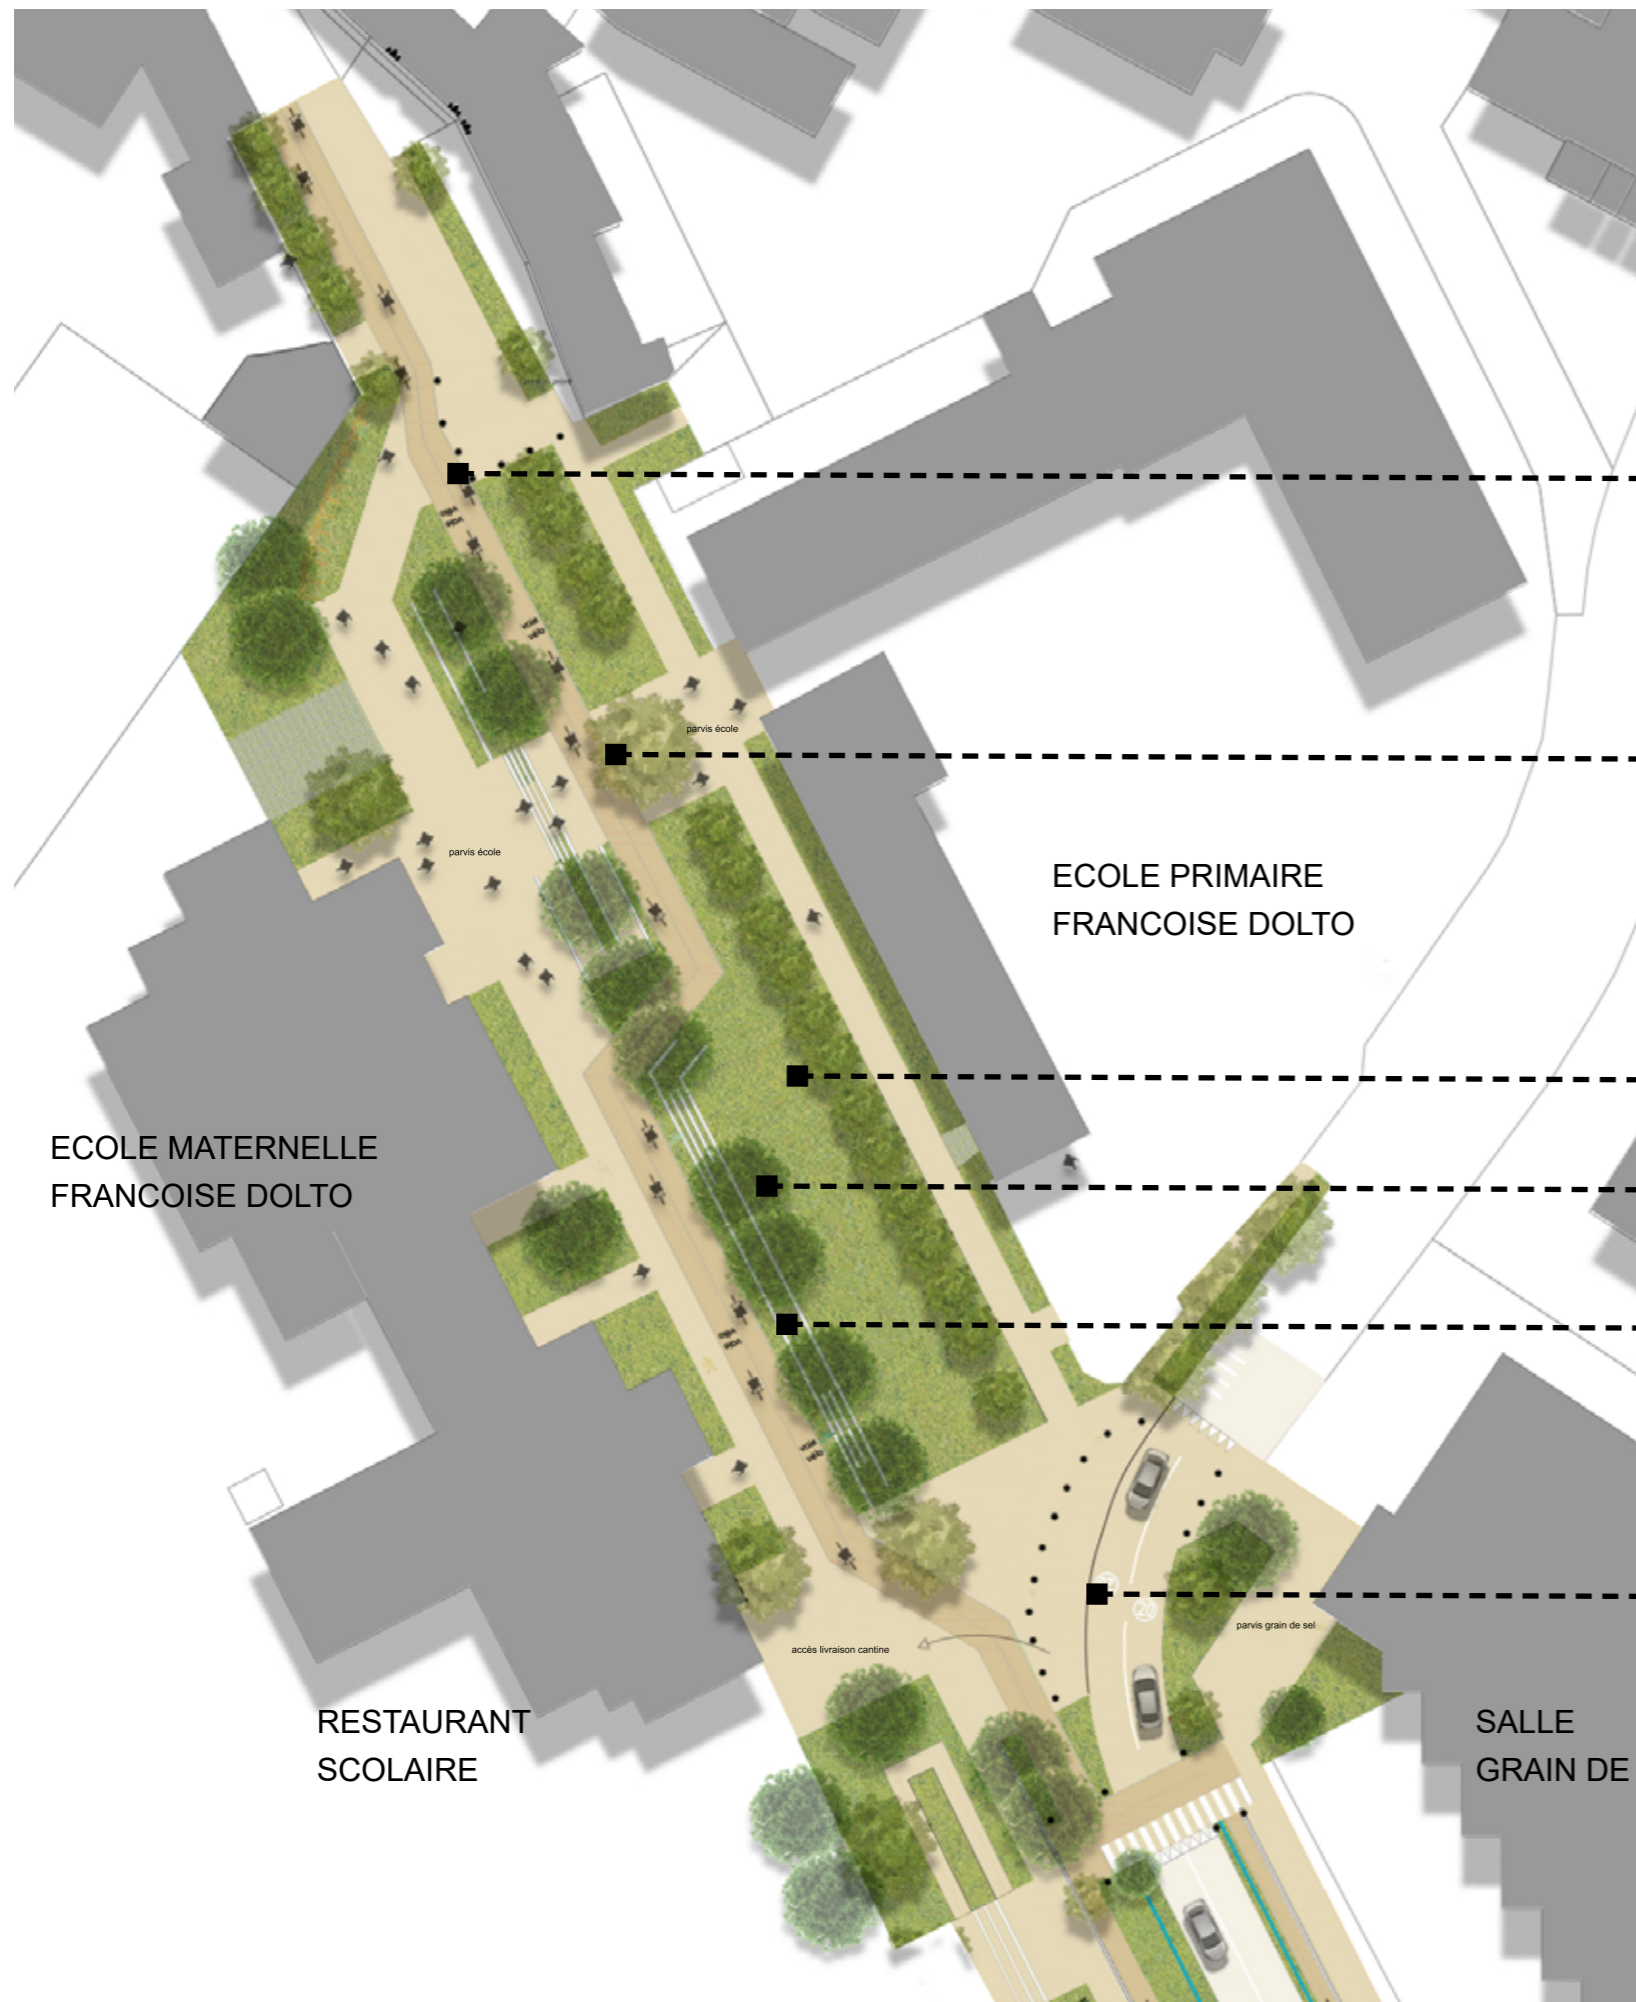 parvis école
parvis école
ECOLE PRIMAIRE
FRANCOISE DOLTO
ECOLE MATERNELLE
FRANCOISE DOLTO
20
parvis grain de sel
accès livraison cantine
RESTAURANT
SCOLAIRE
SALLE
GRAIN DE